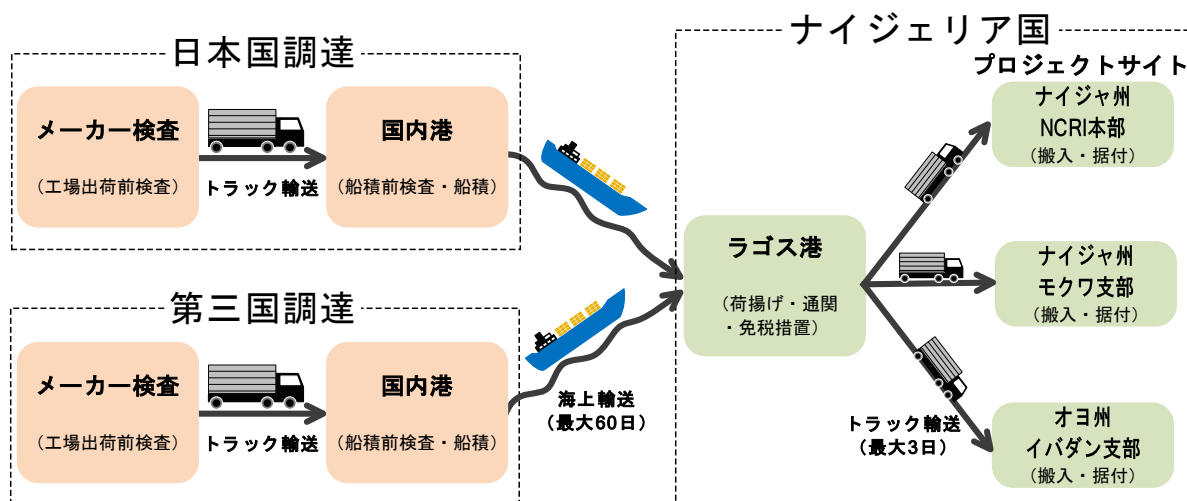 日本国調達
メーカー検査
（工場出荷前検査）
トラック輸送
国内港
（船積前検査・船積）
第三国調達
メーカー検査
（工場出荷前検査）
トラック輸送
国内港
（船積前検査・船積）
海上輸送
（最大60日）
ナイジェリア国
ラゴス港
（荷揚げ・通関
・免税措置）
トラック輸送
（最大3日）
プロジェクトサイト
ナイジャ州
NCRI本部
（搬入・据付）
ナイジャ州
モクワ支部
（搬入・据付）
オヨ州
イバダン支部
（搬入・据付）